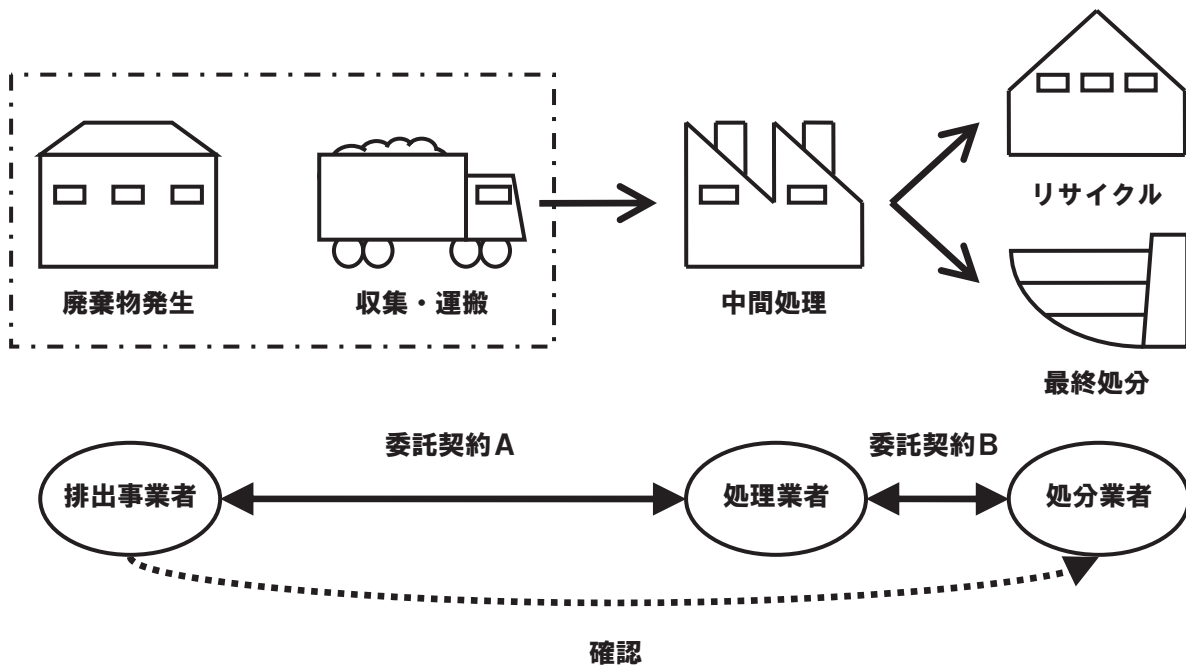 リサイクル
廃棄物発生
収集・運搬
中間処理
最終処分
委託契約A
委託契約B
排出事業者
処理業者
処分業者
確認